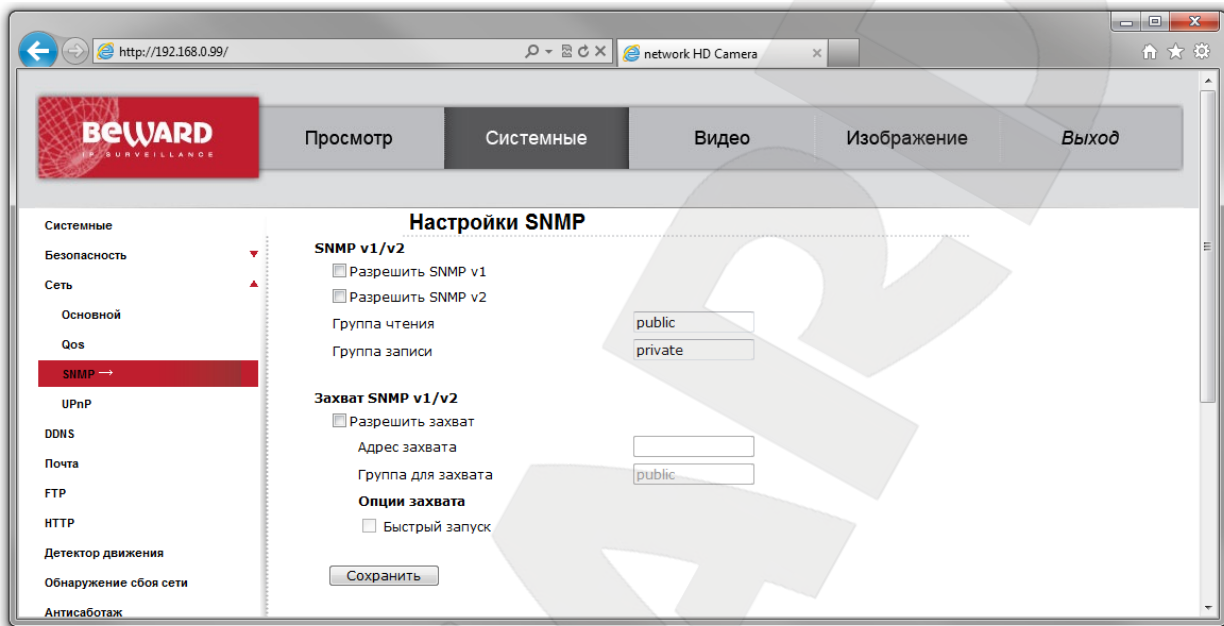 http://192.168.0.99/
network HD Camera
BEWARD
IP SURVEILLANCE
Просмотр
Системные
Видео
Изображение
Выход
Системные
Безопасность
Сеть
Основной
Qos
SNMP →
UPnP
DDNS
Почта
FTP
HTTP
Детектор движения
Обнаружение сбоя сети
Антисаботаж
Настройки SNMP
SNMP v1/v2
Разрешить SNMP v1
Разрешить SNMP v2
Группа чтения public
Группа записи private
Захват SNMP v1/v2
Разрешить захват
Адрес захвата
Группа для захвата public
Опции захвата
Быстрый запуск
Сохранить